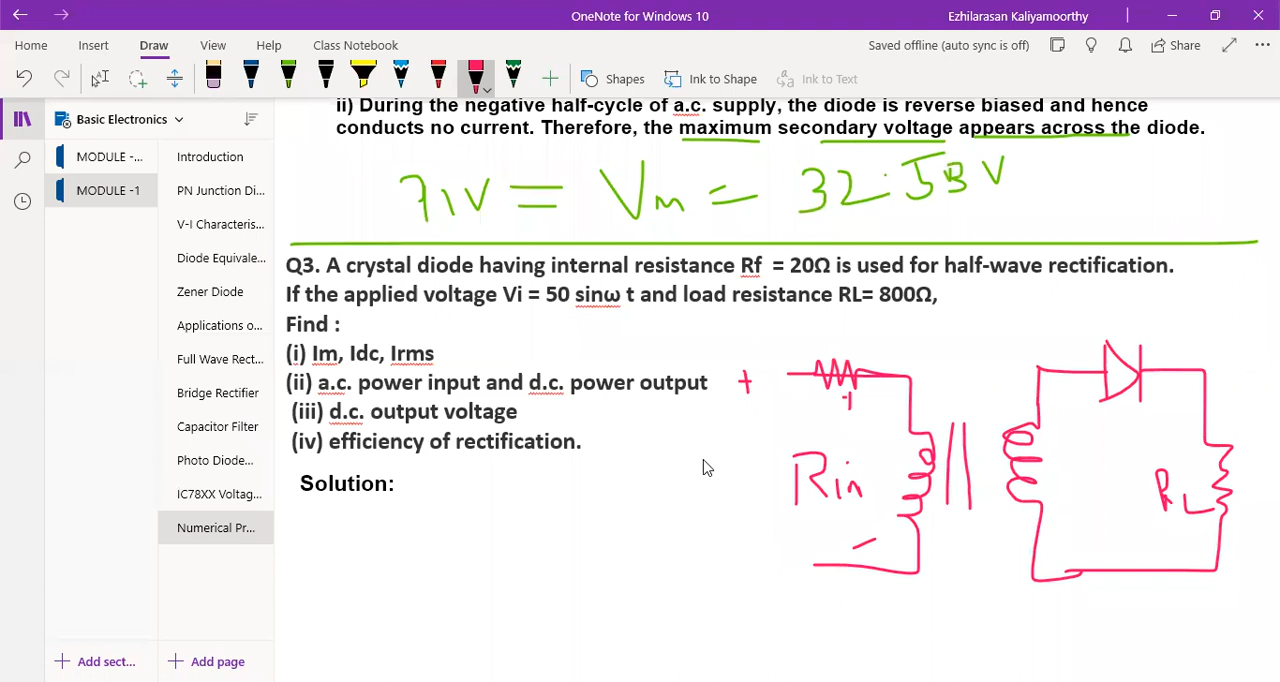 OneNote for Windows 10
Ezhilarasan Kaliyamoorthy
Home Insert Draw View Help Class Notebook
Saved offline (auto sync is off) Share
Shapes Ink to Shape Ink to Text
Basic Electronics
MODULE -...
MODULE -1
Introduction
PN Junction Di...
V-I Characteris...
Diode Equivale...
Zener Diode
Applications o...
Full Wave Rect...
Bridge Rectifier
Capacitor Filter
Photo Diode...
IC78XX Voltag...
Numerical Pr...
Add sect...
Add page
ii) During the negative half-cycle of a.c. supply, the diode is reverse biased and hence
conducts no current. Therefore, the maximum secondary voltage appears across the diode.
= Vm = 32.53 V
Q3. A crystal diode having internal resistance Rf = 20Ω is used for half-wave rectification.
If the applied voltage Vi = 50 sinω t and load resistance RL= 800Ω,
Find :
(i) Im, Idc, Irms
(ii) a.c. power input and d.c. power output
(iii) d.c. output voltage
(iv) efficiency of rectification.
Solution:
+
Rin
RL